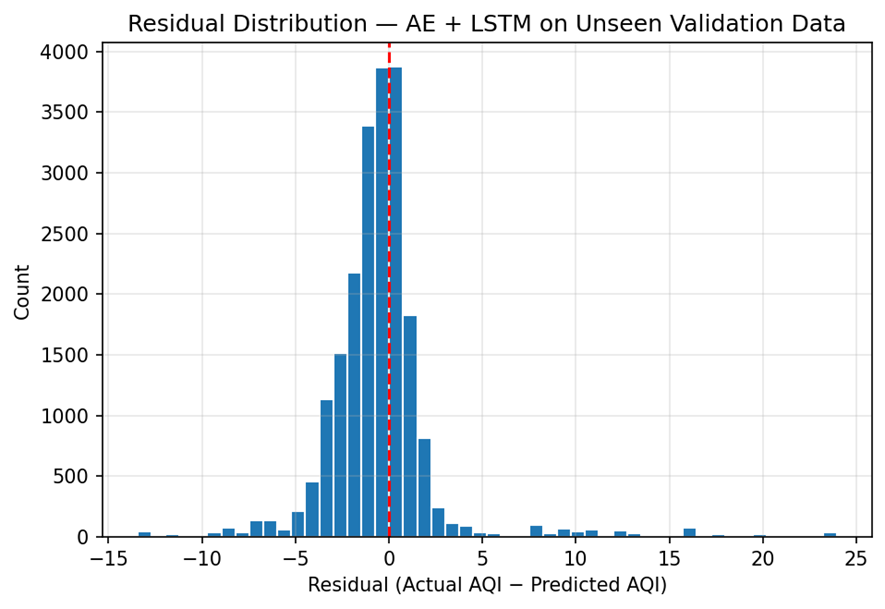 Residual Distribution — AE + LSTM on Unseen Validation Data
4000
3500
3000
2500
2000
1500
1000
500
0
Count
−15 −10 −5 0 5 10 15 20 25
Residual (Actual AQI − Predicted AQI)